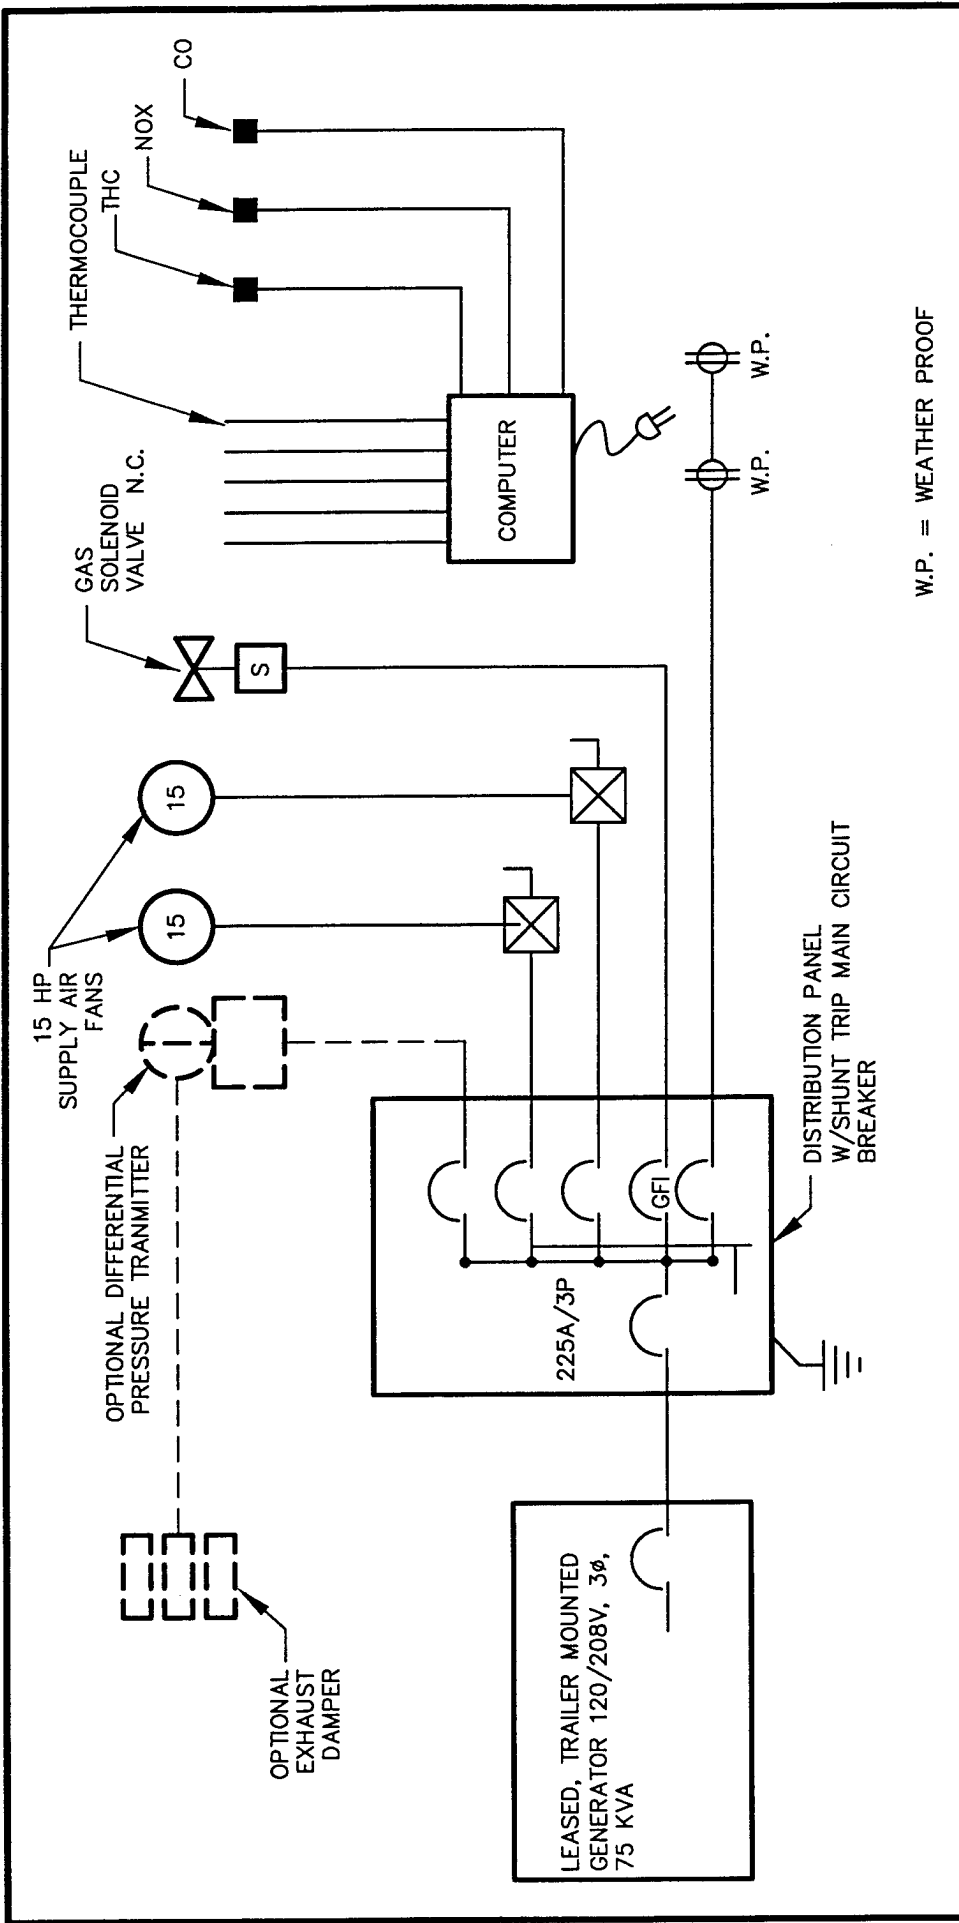 OPTIONAL
EXHAUST
DAMPER
OPTIONAL DIFFERENTIAL
PRESSURE TRANMITTER
15 HP
SUPPLY AIR
FANS
15
15
GAS
SOLENOID
VALVE N.C.
S
THERMOCOUPLE
THC
NOX
CO
COMPUTER
LEASED, TRAILER MOUNTED
GENERATOR 120/208V, 3ø,
75 KVA
225A/3P
GFI
DISTRIBUTION PANEL
W/SHUNT TRIP MAIN CIRCUIT
BREAKER
W.P.
W.P.
W.P. = WEATHER PROOF